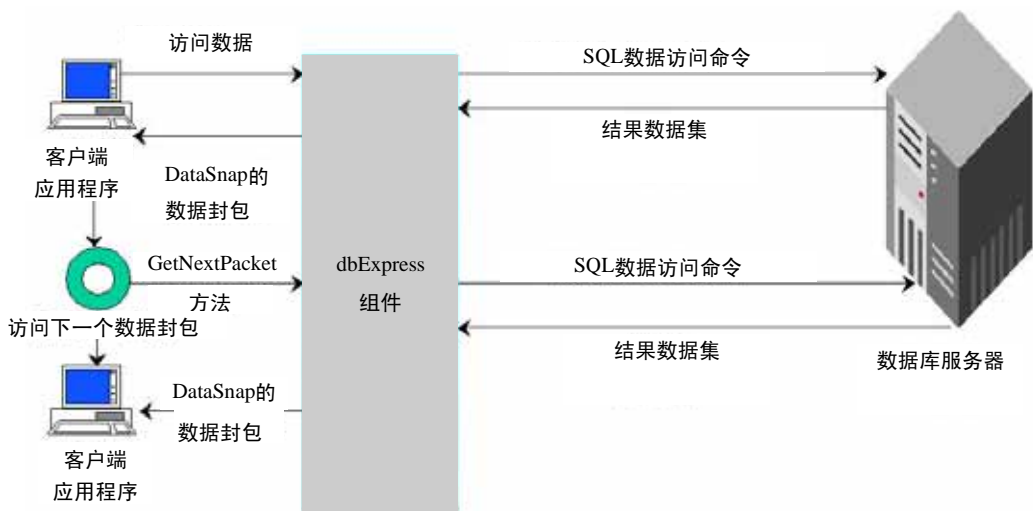 访问数据
SQL数据访问命令
结果数据集
客户端
应用程序
DataSnap的
数据封包
GetNextPacket
方法
dbExpress
组件
SQL数据访问命令
访问下一个数据封包
结果数据集
数据库服务器
DataSnap的
数据封包
客户端
应用程序